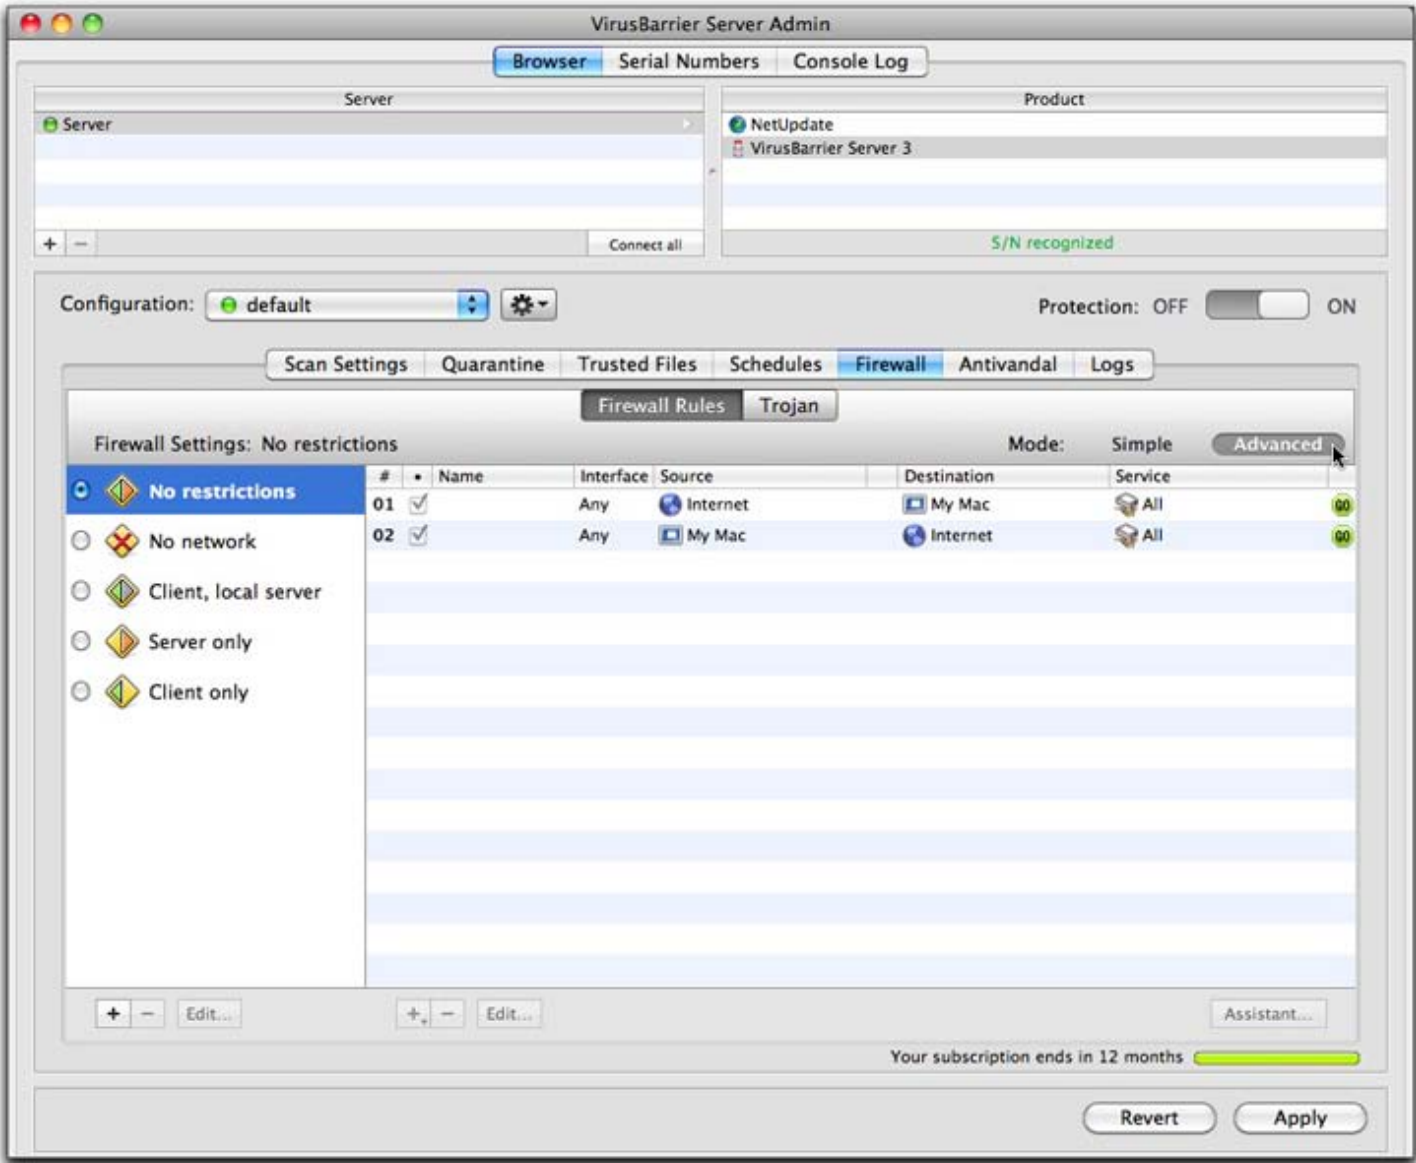 VirusBarrier Server Admin
Browser Serial Numbers Console Log
Server Product
Server NetUpdate
VirusBarrier Server 3
+ − Connect all S/N recognized
Configuration: default Protection: OFF ON
Scan Settings Quarantine Trusted Files Schedules Firewall Antivandal Logs
Firewall Rules Trojan
Firewall Settings: No restrictions Mode: Simple Advanced
# • Name Interface Source Destination Service
No restrictions
01 Any Internet My Mac All GO
02 Any My Mac Internet All GO
No network
Client, local server
Server only
Client only
+ − Edit... + − Edit... Assistant...
Your subscription ends in 12 months
Revert Apply